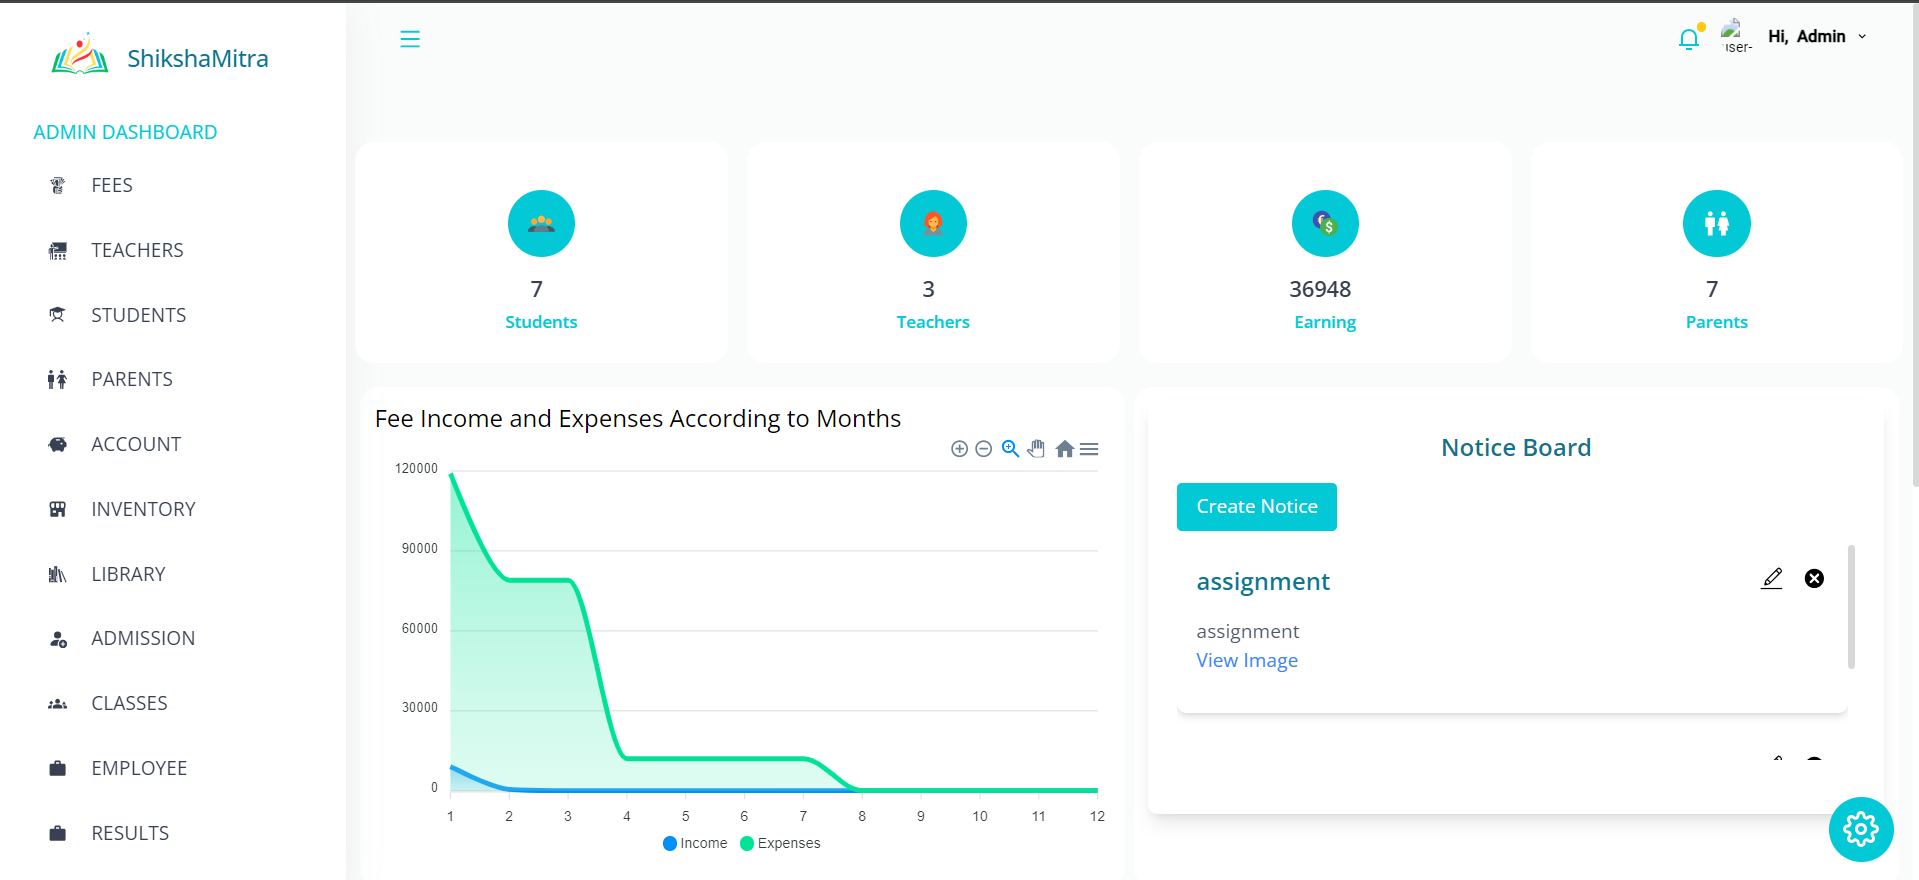 ShikshaMitra
ADMIN DASHBOARD
FEES
TEACHERS
STUDENTS
PARENTS
ACCOUNT
INVENTORY
LIBRARY
ADMISSION
CLASSES
EMPLOYEE
RESULTS
Hi, Admin
7
Students
3
Teachers
36948
Earning
7
Parents
Fee Income and Expenses According to Months
120000
90000
60000
30000
0
1 2 3 4 5 6 7 8 9 10 11 12
Income Expenses
Notice Board
Create Notice
assignment
assignment
View Image